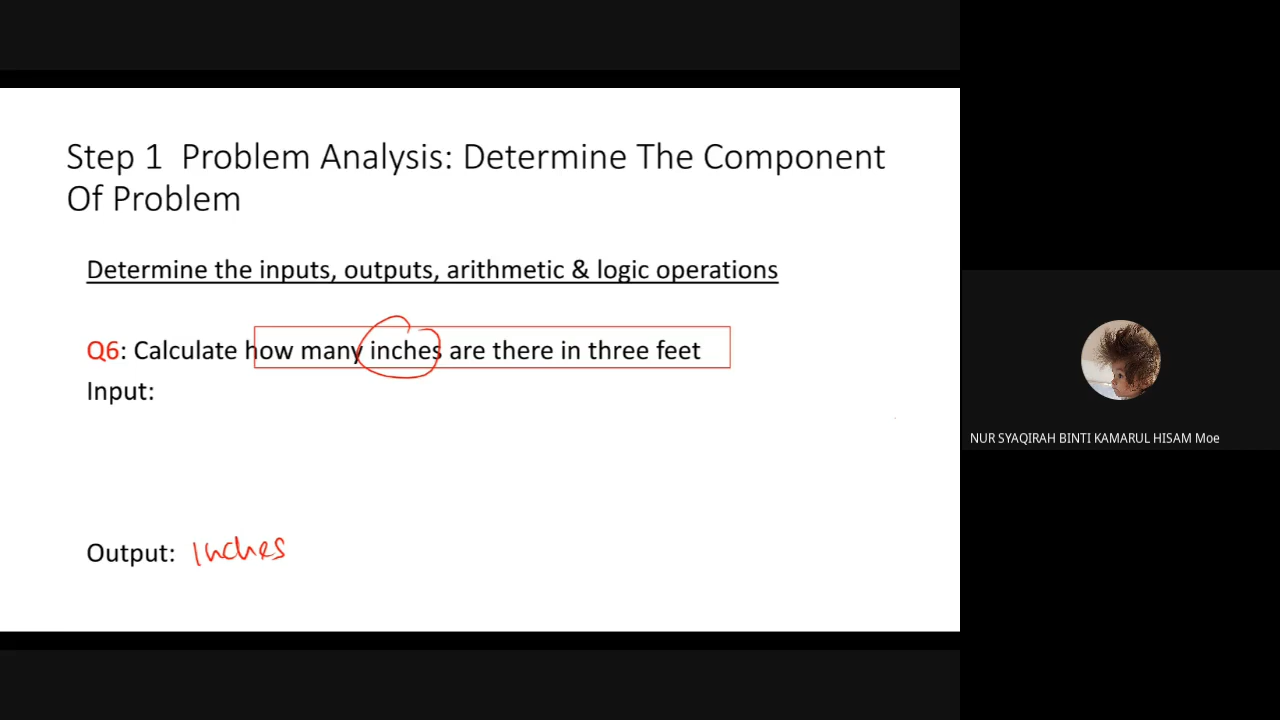 Step 1 Problem Analysis: Determine The Component
Of Problem
Determine the inputs, outputs, arithmetic & logic operations
Q6: Calculate how many inches are there in three feet
Input:
Output: Inches
NUR SYAQIRAH BINTI KAMARUL HISAM Moe